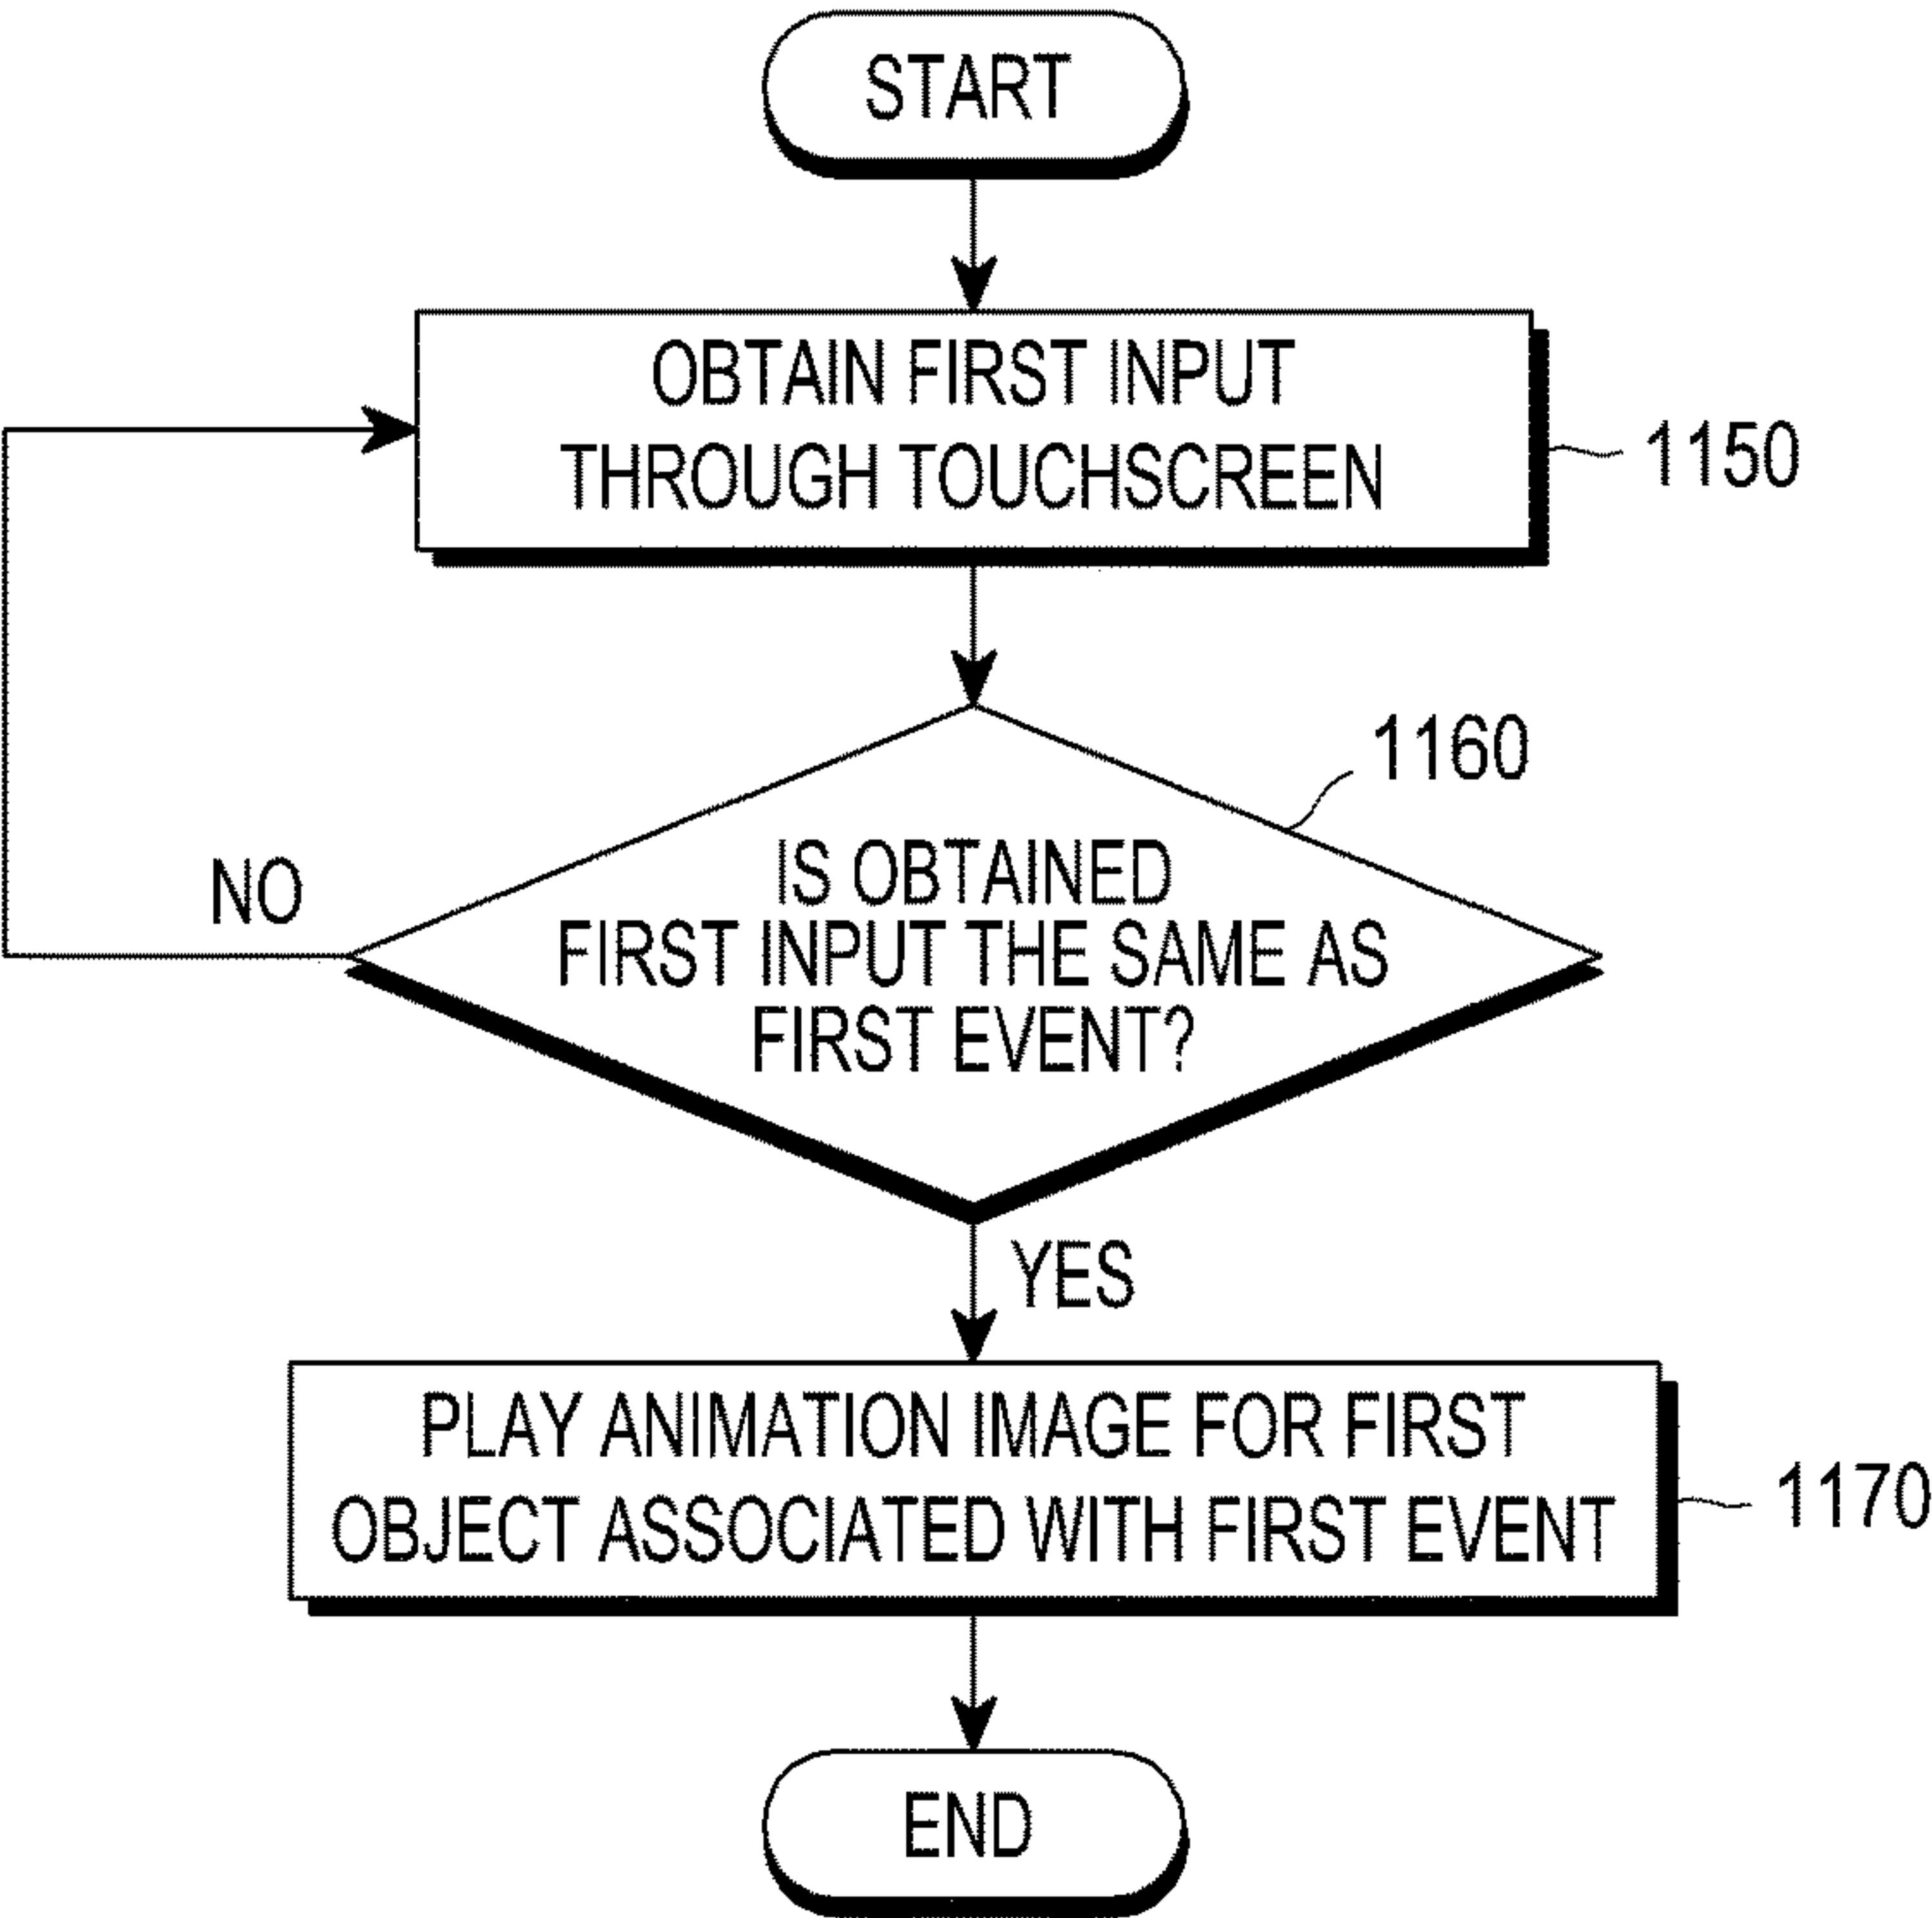 START
OBTAIN FIRST INPUT
THROUGH TOUCHSCREEN
1150
1160
IS OBTAINED
FIRST INPUT THE SAME AS
FIRST EVENT?
NO
YES
PLAY ANIMATION IMAGE FOR FIRST
OBJECT ASSOCIATED WITH FIRST EVENT
1170
END